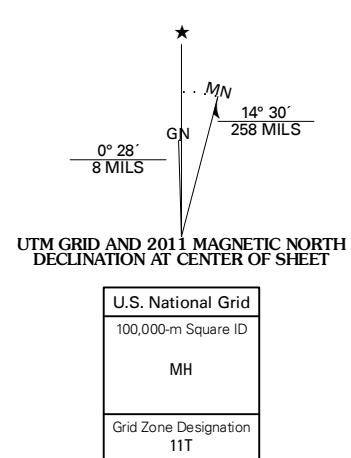 ★
MN
GN
14° 30´
258 MILS
0° 28´
8 MILS
UTM GRID AND 2011 MAGNETIC NORTH
DECLINATION AT CENTER OF SHEET
U.S. National Grid
100,000-m Square ID
MH
Grid Zone Designation
11T